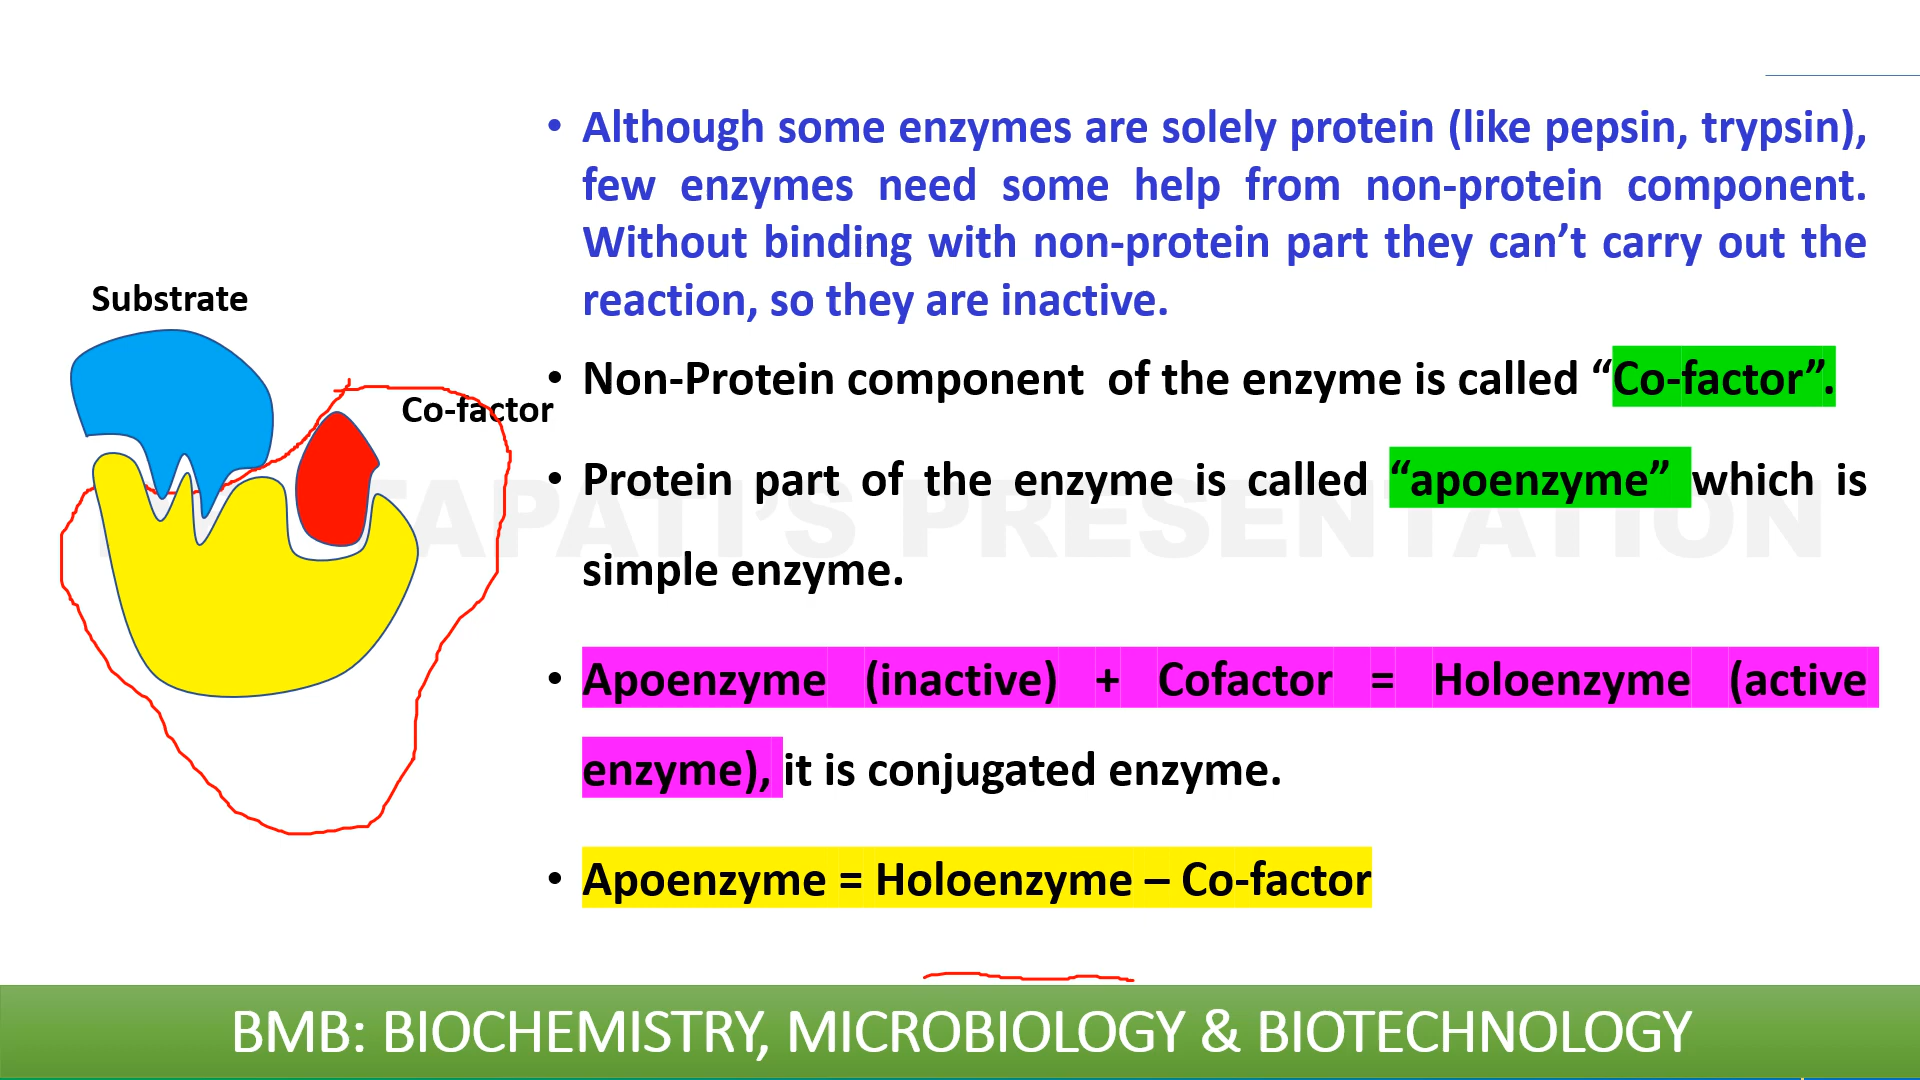 • Although some enzymes are solely protein (like pepsin, trypsin),
few enzymes need some help from non-protein component.
Without binding with non-protein part they can’t carry out the
reaction, so they are inactive.
Substrate
• Non-Protein component of the enzyme is called “Co-factor”.
Co-factor
• Protein part of the enzyme is called “apoenzyme” which is
TAPATI’S PRESENTATION
simple enzyme.
• Apoenzyme (inactive) + Cofactor = Holoenzyme (active
enzyme), it is conjugated enzyme.
• Apoenzyme = Holoenzyme – Co-factor
BMB: BIOCHEMISTRY, MICROBIOLOGY & BIOTECHNOLOGY